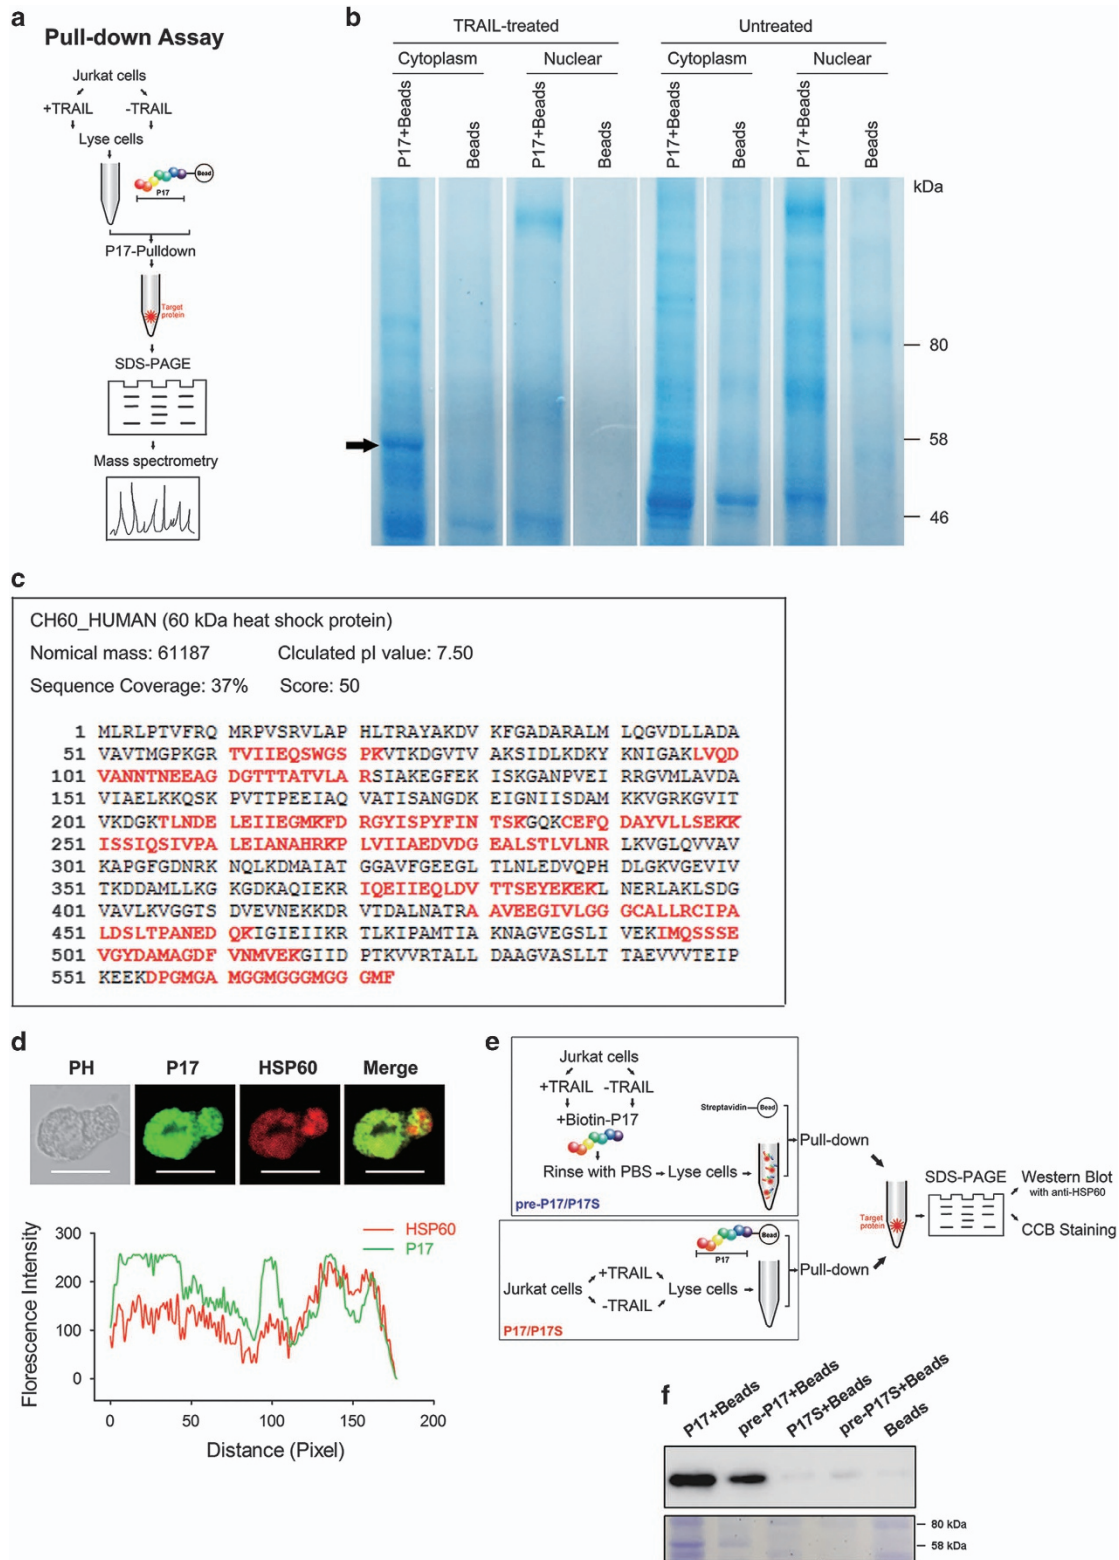 a
Pull-down Assay
Jurkat cells
+TRAIL -TRAIL
Lyse cells
Bead
P17
P17-Pulldown
Target
protein
SDS-PAGE
Mass spectrometry
b
TRAIL-treated Untreated
Cytoplasm Nuclear Cytoplasm Nuclear
P17+Beads Beads P17+Beads Beads P17+Beads Beads P17+Beads Beads
kDa
80
58
46
c
CH60_HUMAN (60 kDa heat shock protein)
Nomical mass: 61187 Clculated pI value: 7.50
Sequence Coverage: 37% Score: 50
1 MLRLPTVFRQ MRPVSRVLAP HLTRAYAKDV KFGADARALM LQGVDLLADA
51 VAVTMGPKGR TVIIEQSWGS PKVTKDGVTV AKSIDLKDKY KNIGAKLVQD
101 VANNTNEEAG DGTTTATVLA RSIAKEGFEK ISKGANPVEI RRGVMLAVDA
151 VIAELKKQSK PVTTPEEIAQ VATISANGDK EIGNIISDAM KKVGRKGVIT
201 VKDGKTLNDE LEIIEGMKFD RGYISPYFIN TSKGQKCEFQ DAYVLLSEKK
251 ISSIQSIVPA LEIANAHRKP LVIIAEDVDG EALSTLVLNR LKVGLQVVAV
301 KAPGFGDNRK NQLKDMAIAT GGAVFGEEGL TLNLEDVQPH DLGKVGEVIV
351 TKDDAMLLKG KGDKAQIEKR IQEIIEQLDV TTSEYEKEKL NERLAKLSDG
401 VAVLKVGGTS DVEVNEKKDR VTDALNATRA AVEEGIVLGG GCALLRCIPA
451 LDSLTPANED QKIGIEIIKR TLKIPAMTIA KNAGVEGSLI VEKIMQSSSE
501 VGYDAMAGDF VNMVEKGIID PTKVVRTALL DAAGVASLLT TAEVVVTEIP
551 KEEKDPGMGA MGGMGGGMGG GMF
d
PH P17 HSP60 Merge
HSP60
P17
Florescence Intensity
300
200
100
0
0 50 100 150 200
Distance (Pixel)
e
Jurkat cells
+TRAIL -TRAIL
+Biotin-P17
Rinse with PBS Lyse cells
pre-P17/P17S
Streptavidin Bead
Pull-down
P17
Bead
Jurkat cells
+TRAIL
-TRAIL
Lyse cells
Pull-down
P17/P17S
Target
protein
SDS-PAGE
Western Blot
with anti-HSP60
CCB Staining
f
P17+Beads pre-P17+Beads P17S+Beads pre-P17S+Beads Beads
80 kDa
58 kDa